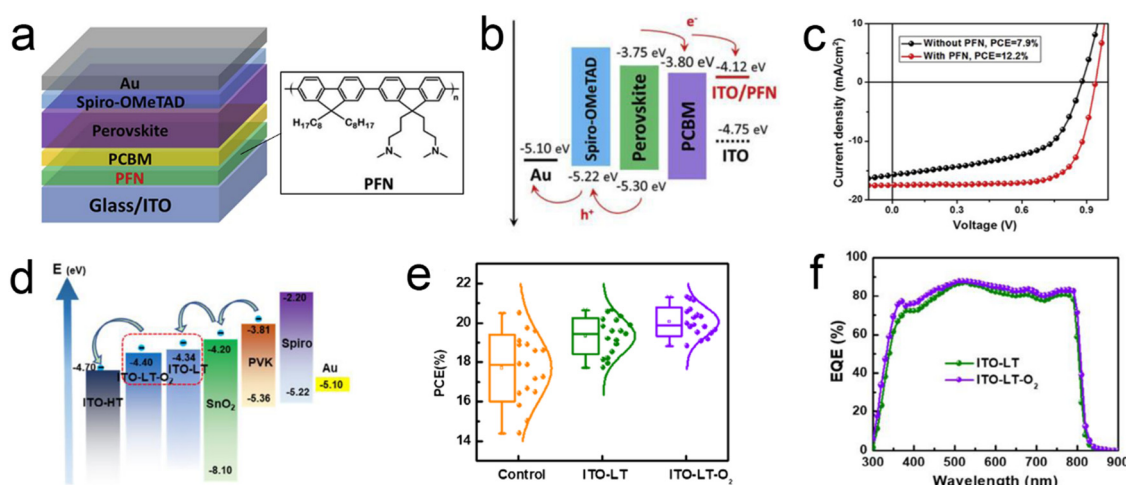 a
Au
Spiro-OMeTAD
Perovskite
PCBM
PFN
Glass/ITO
H17C8
C8H17
N
N
n
PFN
b
e-
-3.75 eV
-3.80 eV
-4.12 eV
ITO/PFN
Spiro-OMeTAD
Perovskite
PCBM
-4.75 eV
ITO
-5.10 eV
Au
-5.22 eV
-5.30 eV
h+
c
Without PFN, PCE=7.9%
With PFN, PCE=12.2%
Current density (mA/cm2)
10
0
-10
-20
0.0
0.3
0.6
0.9
Voltage (V)
d
E (eV)
-2.20
-3.81
-4.20
-4.34
-4.40
-4.70
ITO-LT
ITO-LT-O2
ITO-HT
PVK
Spiro
Au
-5.10
-5.22
-5.36
SnO2
-8.10
e
PCE(%)
22
20
18
16
14
Control
ITO-LT
ITO-LT-O2
f
EQE (%)
100
80
60
40
20
0
ITO-LT
ITO-LT-O2
300
400
500
600
700
800
900
Wavelength (nm)